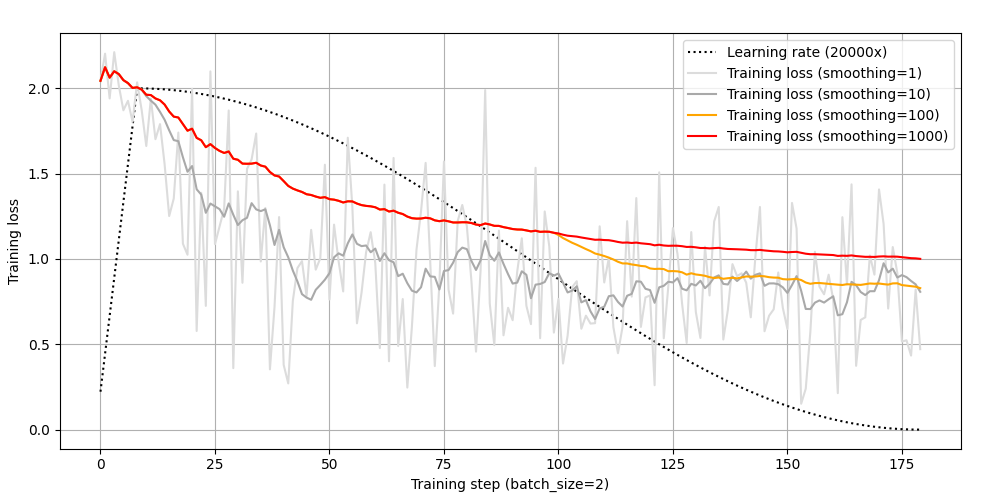 Learning rate (20000x)
Training loss (smoothing=1)
Training loss (smoothing=10)
Training loss (smoothing=100)
Training loss (smoothing=1000)
Training loss
2.0
1.5
1.0
0.5
0.0
0 25 50 75 100 125 150 175
Training step (batch_size=2)